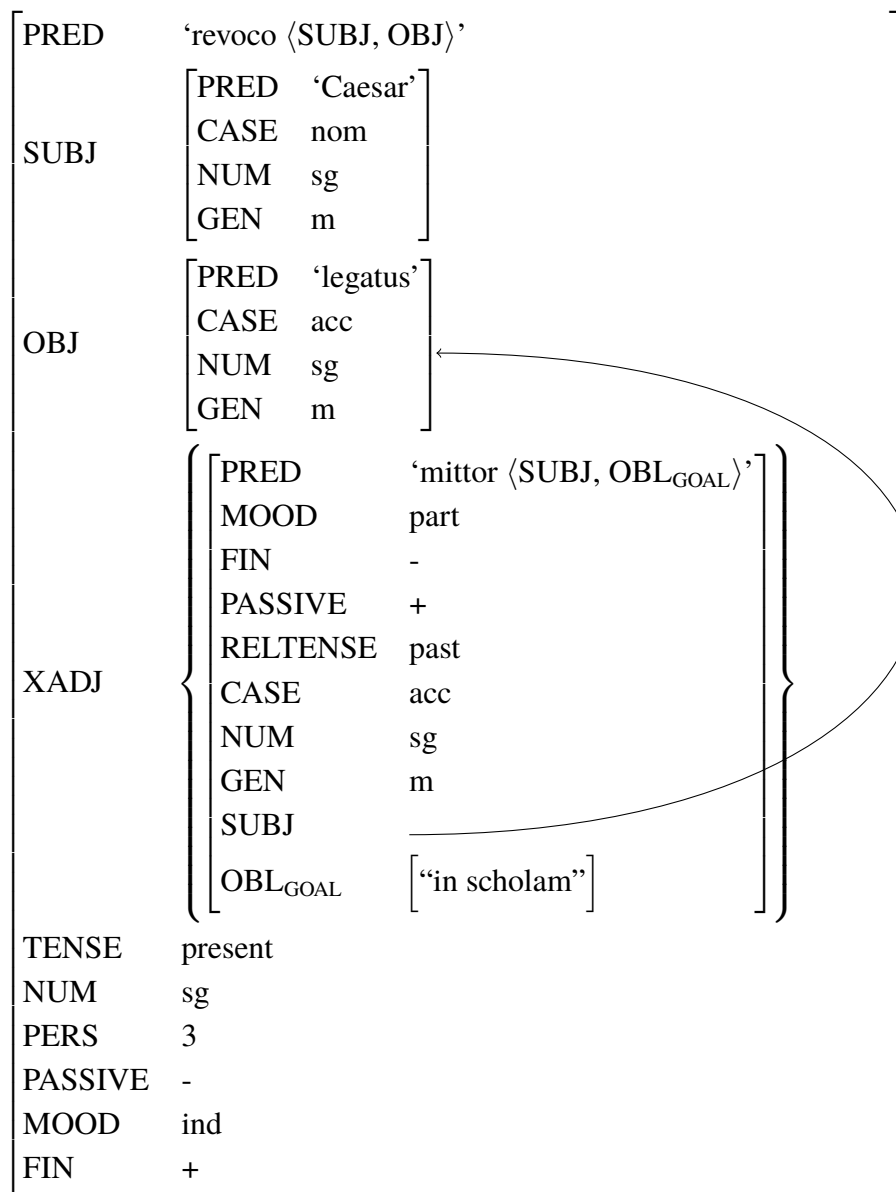 PRED ‘revoco ⟨SUBJ, OBJ⟩’
SUBJ
PRED ‘Caesar’
CASE nom
NUM sg
GEN m
OBJ
PRED ‘legatus’
CASE acc
NUM sg
GEN m
XADJ
PRED ‘mittor ⟨SUBJ, OBL_GOAL⟩’
MOOD part
FIN -
PASSIVE +
RELTENSE past
CASE acc
NUM sg
GEN m
SUBJ
OBL_GOAL [“in scholam”]
TENSE present
NUM sg
PERS 3
PASSIVE -
MOOD ind
FIN +